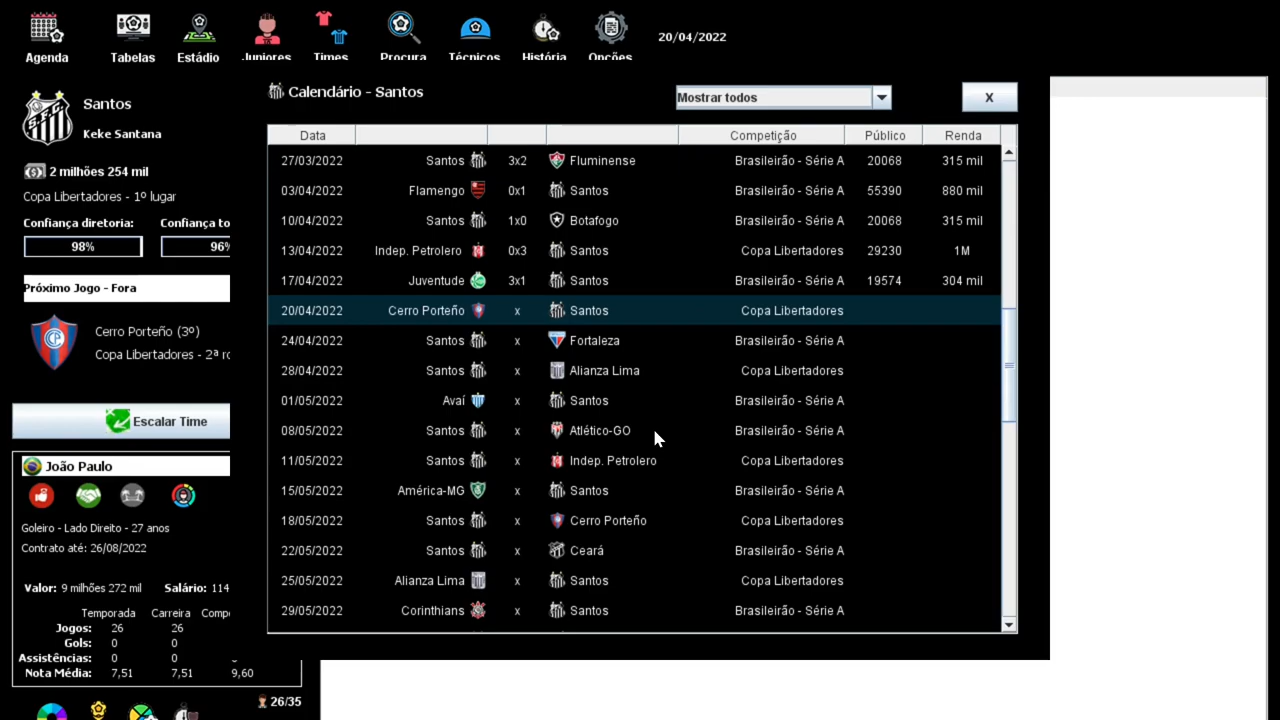 Agenda
Tabelas
Estádio
Juniores
Times
Procura
Técnicos
História
Opções
20/04/2022
Santos
Keke Santana
2 milhões 254 mil
Copa Libertadores - 1º lugar
Confiança diretoria: Confiança to
98% 96%
Próximo Jogo - Fora
Cerro Porteño (3º)
Copa Libertadores - 2ª ro
Escalar Time
João Paulo
Goleiro - Lado Direito - 27 anos
Contrato até: 26/08/2022
Valor: 9 milhões 272 mil Salário: 114
Temporada Carreira Comp
Jogos: 26 26
Gols: 0 0
Assistências: 0 0
Nota Média: 7,51 7,51 9,60
26/35
Calendário - Santos
Mostrar todos
X
Data Competição Público Renda
27/03/2022 Santos 3x2 Fluminense Brasileirão - Série A 20068 315 mil
03/04/2022 Flamengo 0x1 Santos Brasileirão - Série A 55390 880 mil
10/04/2022 Santos 1x0 Botafogo Brasileirão - Série A 20068 315 mil
13/04/2022 Indep. Petrolero 0x3 Santos Copa Libertadores 29230 1M
17/04/2022 Juventude 3x1 Santos Brasileirão - Série A 19574 304 mil
20/04/2022 Cerro Porteño x Santos Copa Libertadores
24/04/2022 Santos x Fortaleza Brasileirão - Série A
28/04/2022 Santos x Alianza Lima Copa Libertadores
01/05/2022 Avaí x Santos Brasileirão - Série A
08/05/2022 Santos x Atlético-GO Brasileirão - Série A
11/05/2022 Santos x Indep. Petrolero Copa Libertadores
15/05/2022 América-MG x Santos Brasileirão - Série A
18/05/2022 Santos x Cerro Porteño Copa Libertadores
22/05/2022 Santos x Ceará Brasileirão - Série A
25/05/2022 Alianza Lima x Santos Copa Libertadores
29/05/2022 Corinthians x Santos Brasileirão - Série A